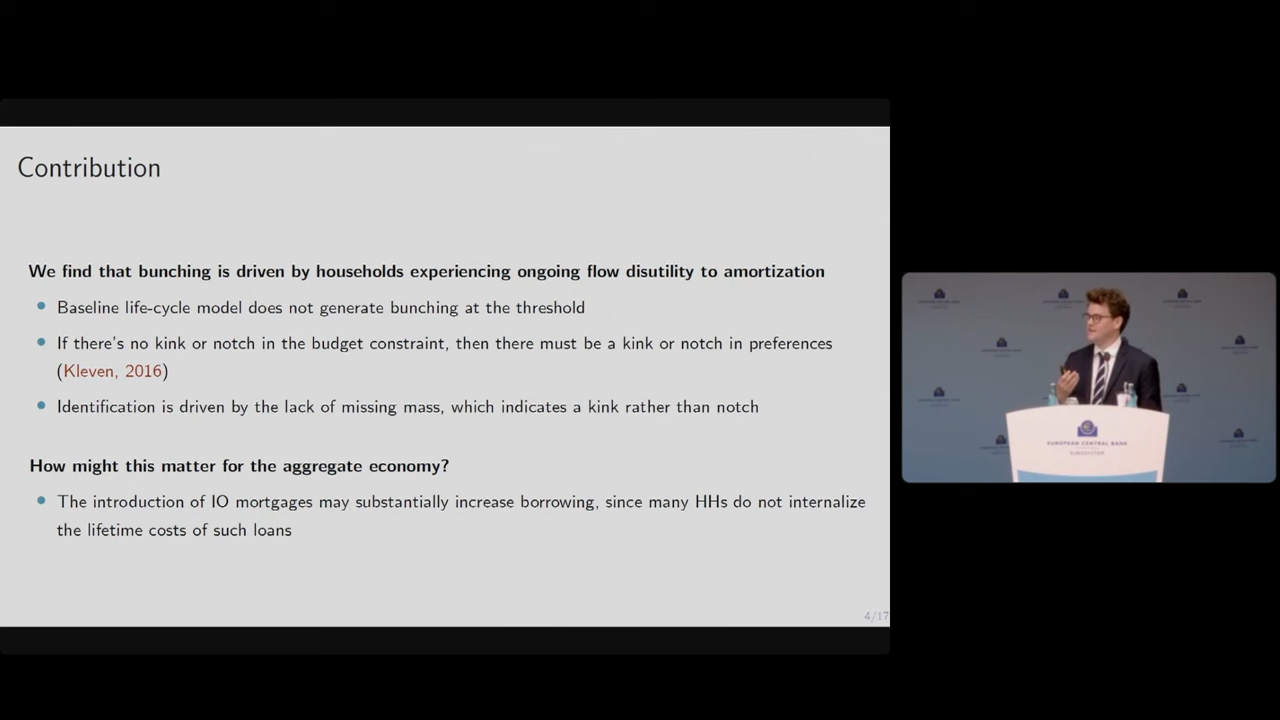 Contribution
We find that bunching is driven by households experiencing ongoing flow disutility to amortization
Baseline life-cycle model does not generate bunching at the threshold
If there's no kink or notch in the budget constraint, then there must be a kink or notch in preferences
(Kleven, 2016)
Identification is driven by the lack of missing mass, which indicates a kink rather than notch
How might this matter for the aggregate economy?
The introduction of IO mortgages may substantially increase borrowing, since many HHs do not internalize
the lifetime costs of such loans
4/17
EUROPEAN CENTRAL BANK
EUROSYSTEM